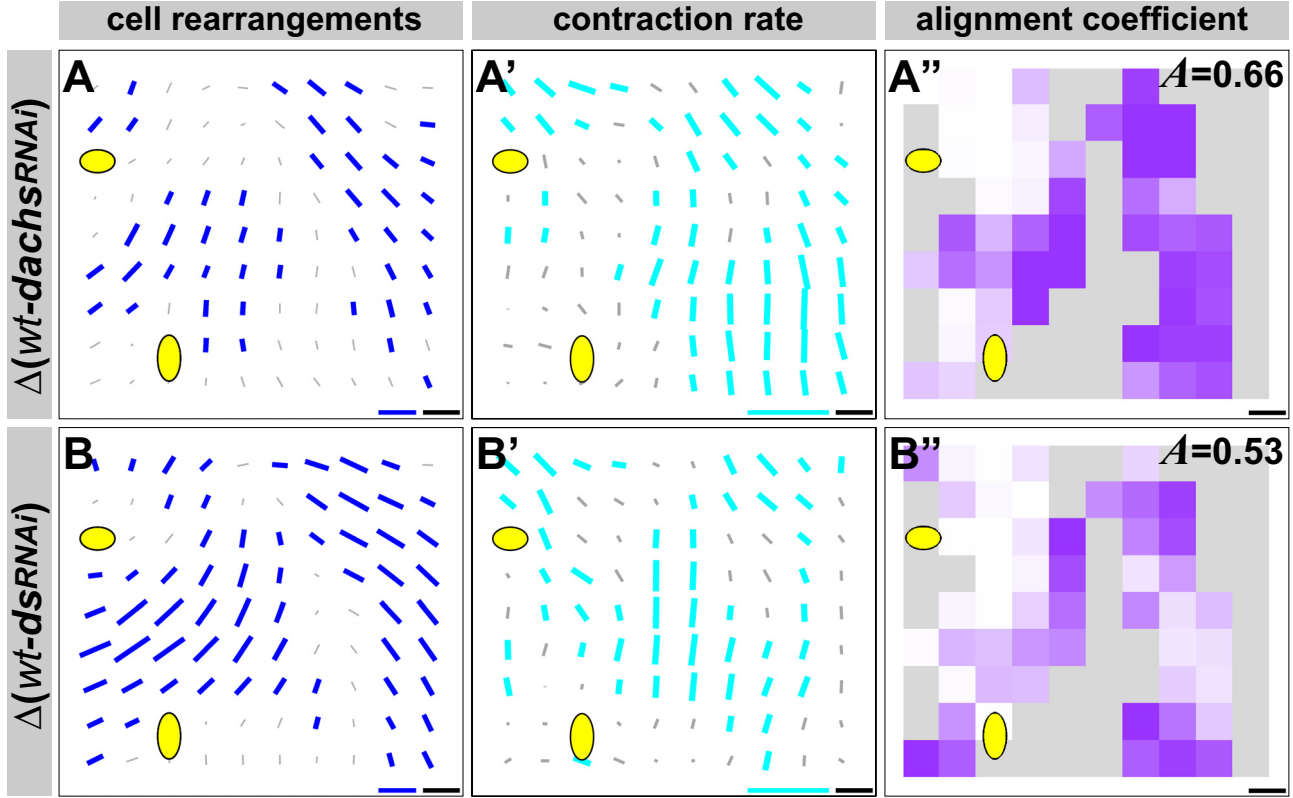 cell rearrangements
contraction rate
alignment coefficient
Δ(wt-dachsRNAi)
A
A'
A''
A=0.66
Δ(wt-dsRNAi)
B
B'
B''
A=0.53